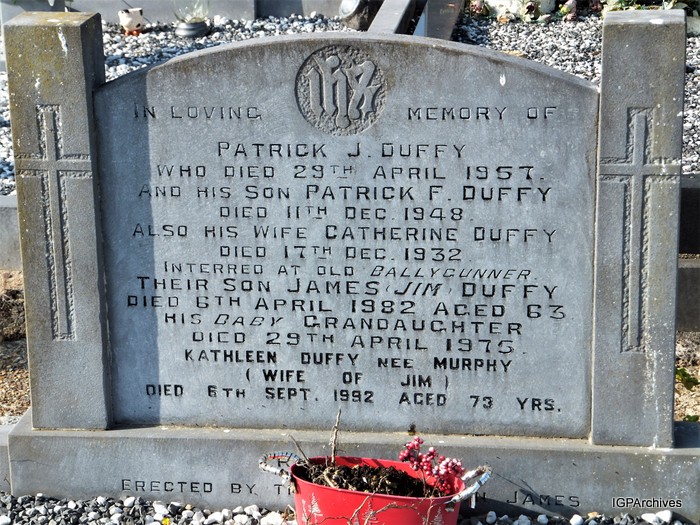 IHS
IN LOVING MEMORY OF
PATRICK J. DUFFY
WHO DIED 29TH APRIL 1957.
AND HIS SON PATRICK F. DUFFY
DIED 11TH DEC. 1948.
ALSO HIS WIFE CATHERINE DUFFY
DIED 17TH DEC. 1932
INTERRED AT OLD BALLYGUNNER.
THEIR SON JAMES (JIM) DUFFY
DIED 6TH APRIL 1982 AGED 63
HIS BABY GRANDAUGHTER
DIED 29TH APRIL 1975
KATHLEEN DUFFY NEE MURPHY
(WIFE OF JIM)
DIED 6TH SEPT. 1992 AGED 73 YRS.
ERECTED BY JAMES
IGPArchives